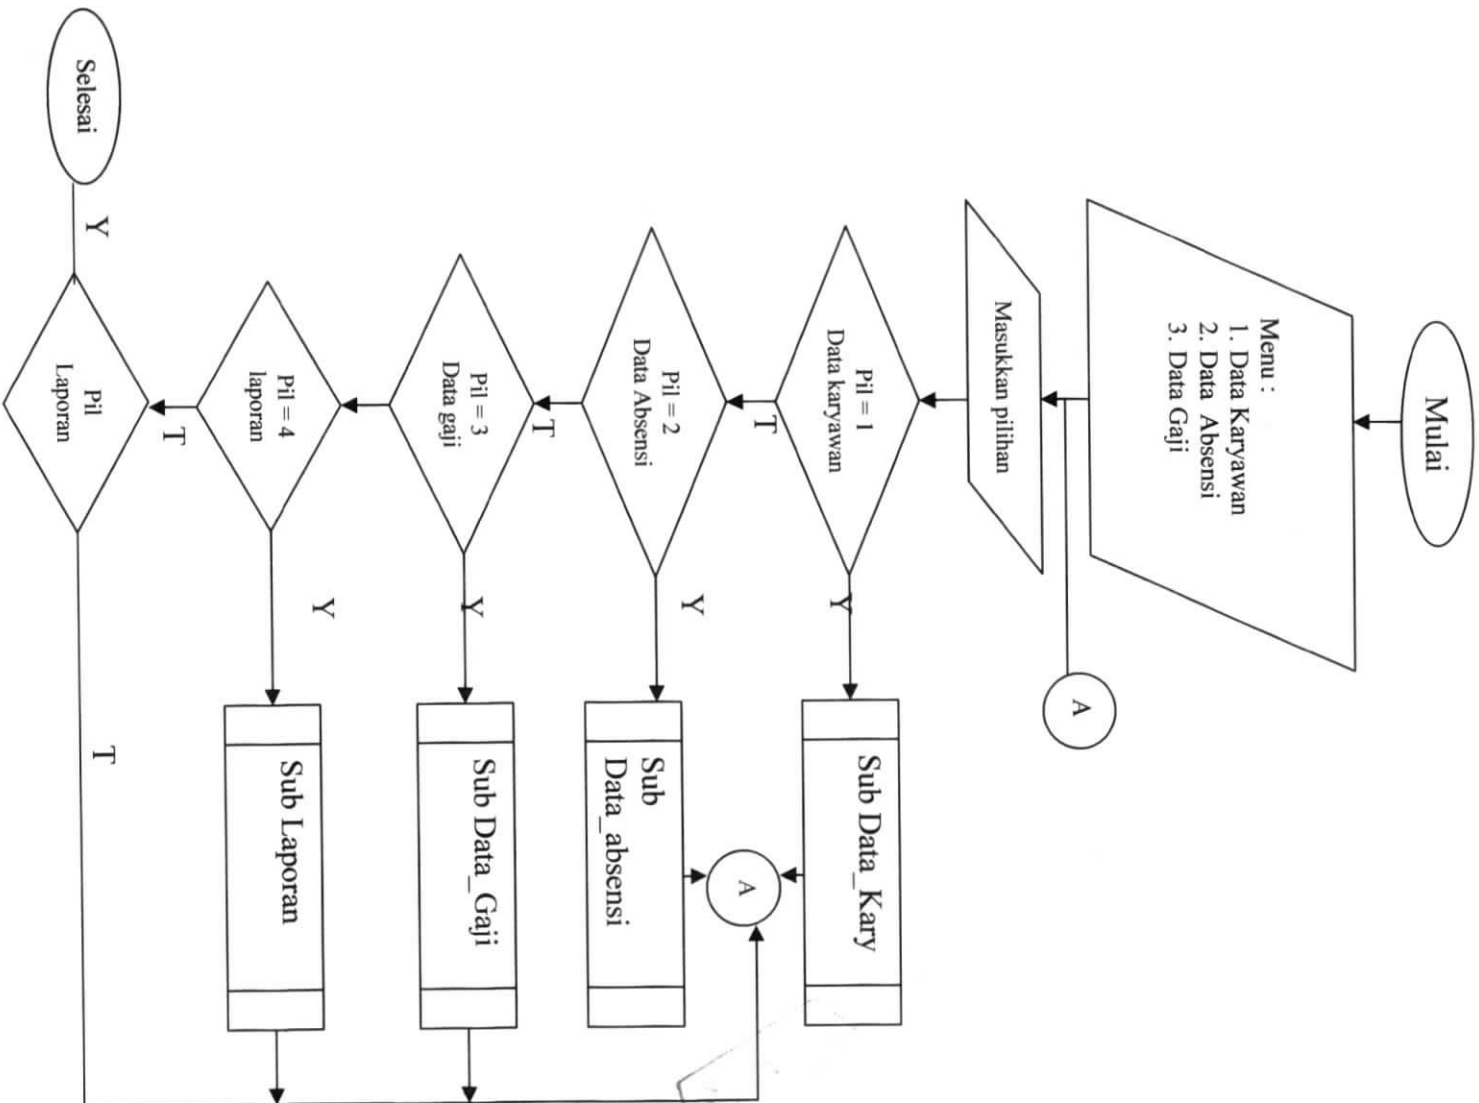 Mulai
Menu :
1. Data Karyawan
2. Data Absensi
3. Data Gaji
A
Masukkan pilihan
Pil = 1
Data karyawan
Y
Sub Data_Kary
T
A
Pil = 2
Data Absensi
Y
Sub
Data_absensi
T
Pil = 3
Data gaji
Y
Sub Data_Gaji
Pil = 4
laporan
Y
Sub Laporan
T
Pil
Laporan
Y
T
Selesai